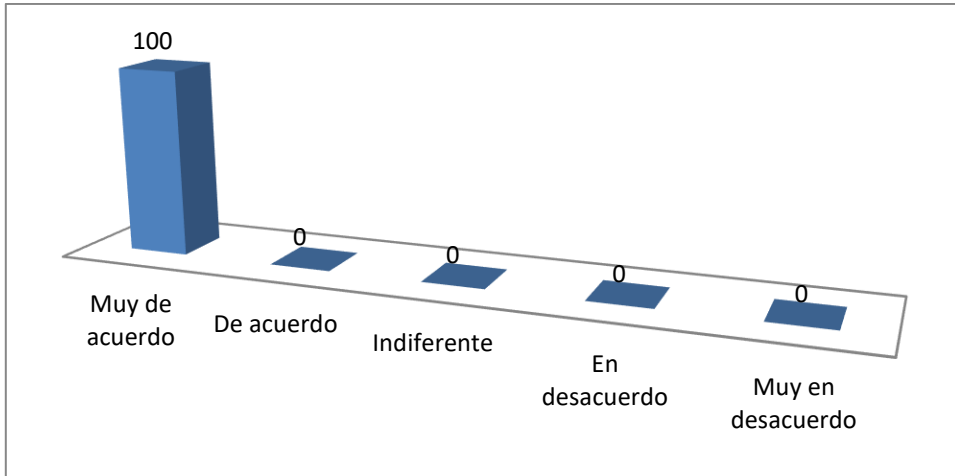 100
0
0
0
0
Muy de
acuerdo
De acuerdo
Indiferente
En
desacuerdo
Muy en
desacuerdo